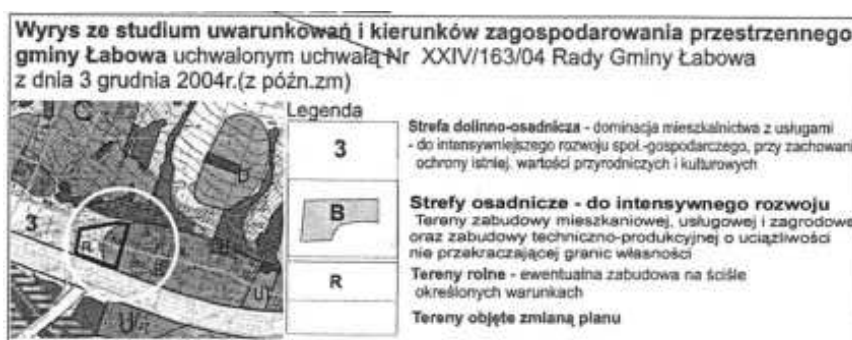 Wyrys ze studium uwarunkowań i kierunków zagospodarowania przestrzennego
gminy Łabowa uchwalonym uchwałą Nr XXIV/163/04 Rady Gminy Łabowa
z dnia 3 grudnia 2004r.(z późn.zm)
Legenda
3
Strefa dolinno-osadnicza - dominacja mieszkalnictwa z usługami
- do intensywniejszego rozwoju społ.-gospodarczego, przy zachowani
ochrony istniej. wartości przyrodniczych i kulturowych
B
Strefy osadnicze - do intensywnego rozwoju
Tereny zabudowy mieszkaniowej, usługowej i zagrodowe
oraz zabudowy techniczno-produkcyjnej o uciążliwości
nie przekraczającej granic własności
R
Tereny rolne - ewentualna zabudowa na ściśle
określonych warunkach
Tereny objęte zmianą planu
C
3
R
B
U
U